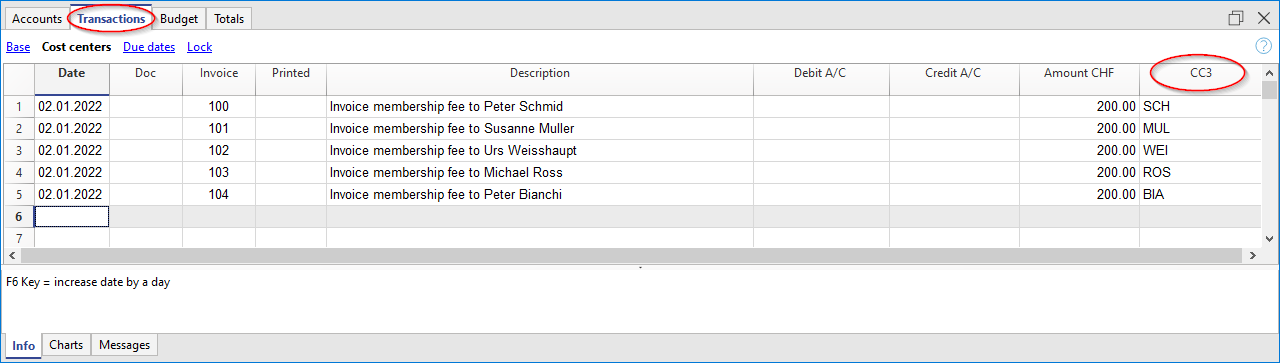 Accounts Transactions Budget Totals
Base Cost centers Due dates Lock
Date Doc Invoice Printed Description Debit A/C Credit A/C Amount CHF CC3
1 02.01.2022 100 Invoice membership fee to Peter Schmid 200.00 SCH
2 02.01.2022 101 Invoice membership fee to Susanne Muller 200.00 MUL
3 02.01.2022 102 Invoice membership fee to Urs Weisshaupt 200.00 WEI
4 02.01.2022 103 Invoice membership fee to Michael Ross 200.00 ROS
5 02.01.2022 104 Invoice membership fee to Peter Bianchi 200.00 BIA
6
7
F6 Key = increase date by a day
Info Charts Messages